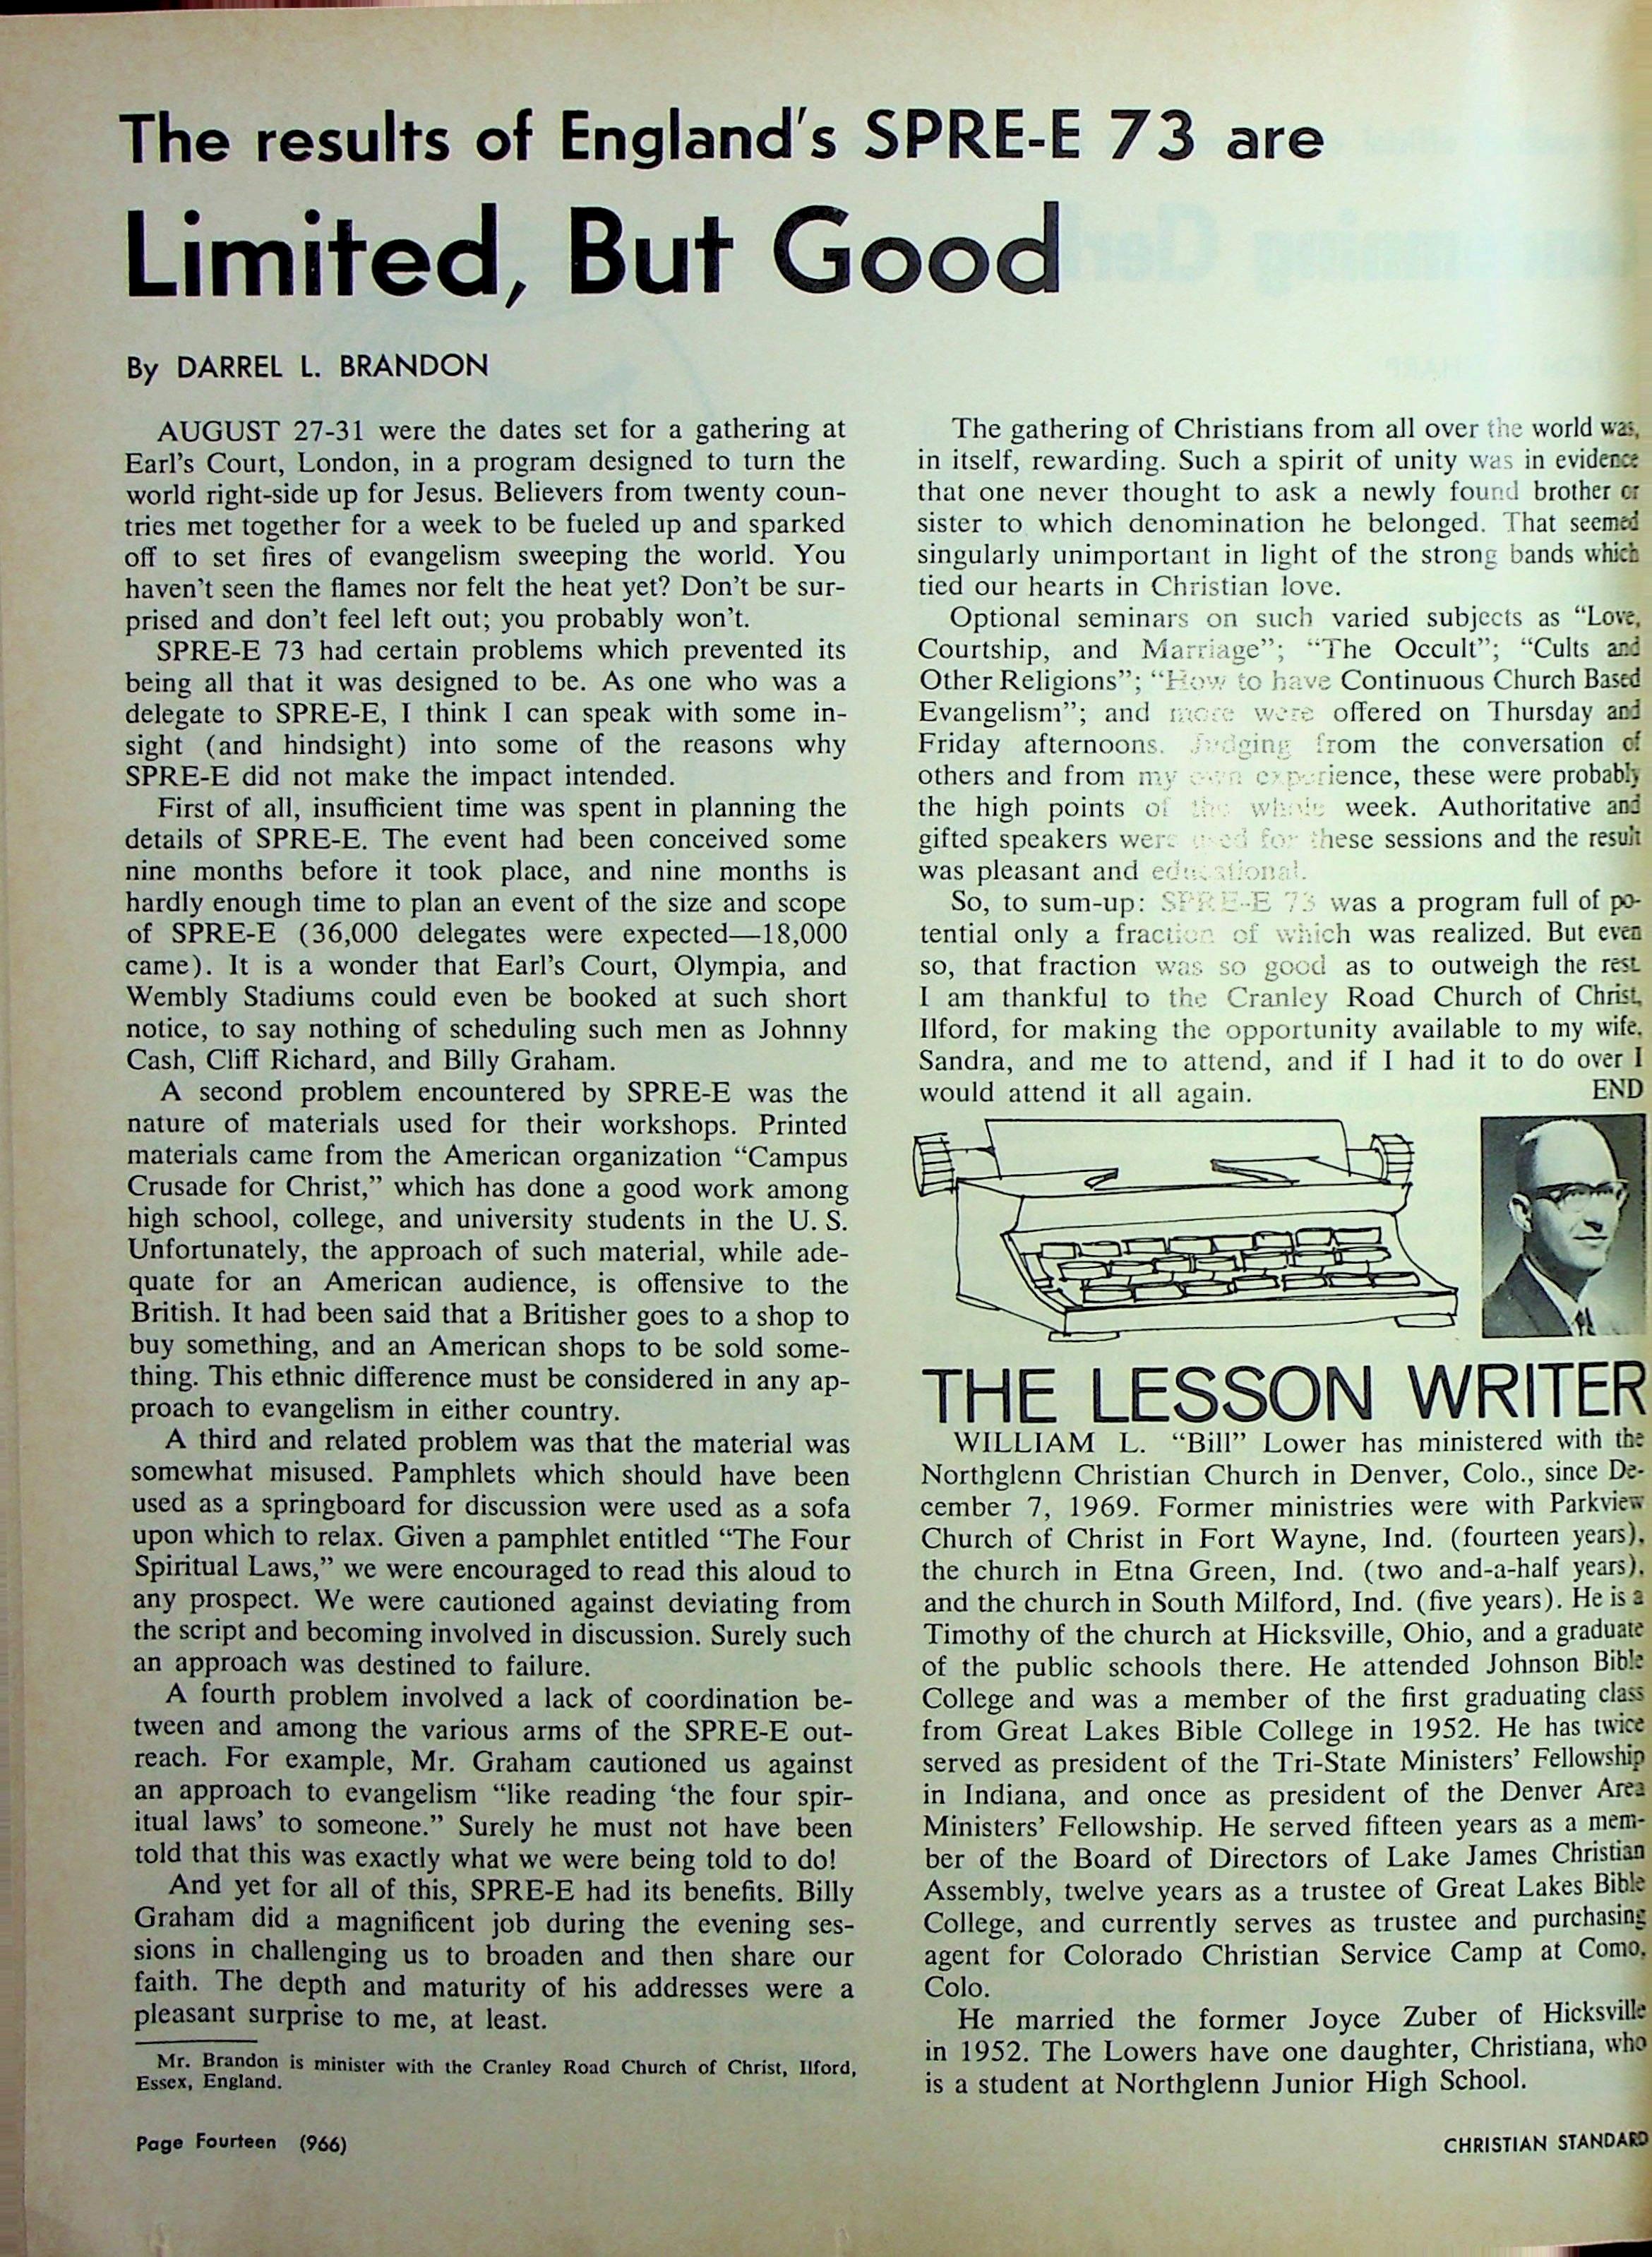 The results of England's SPRE-E 73 are
Limited, But Good
By DARREL L. BRANDON
AUGUST 27-31 were the dates set for a gathering at
Earl's Court, London, in a program designed to turn the
world right-side up for Jesus. Believers from twenty coun-
tries met together for a week to be fueled up and sparked
off to set fires of evangelism sweeping the world. You
haven't seen the flames nor felt the heat yet? Don't be sur-
prised and don't feel left out; you probably won't.
SPRE-E 73 had certain problems which prevented its
being all that it was designed to be. As one who was a
delegate to SPRE-E, I think I can speak with some in-
sight (and hindsight) into some of the reasons why
SPRE-E did not make the impact intended.
First of all, insufficient time was spent in planning the
details of SPRE-E. The event had been conceived some
nine months before it took place, and nine months is
hardly enough time to plan an event of the size and scope
of SPRE-E (36,000 delegates were expected—18,000
came). It is a wonder that Earl's Court, Olympia, and
Wembly Stadiums could even be booked at such short
notice, to say nothing of scheduling such men as Johnny
Cash, Cliff Richard, and Billy Graham.
A second problem encountered by SPRE-E was the
nature of materials used for their workshops. Printed
materials came from the American organization “Campus
Crusade for Christ,” which has done a good work among
high school, college, and university students in the U. S.
Unfortunately, the approach of such material, while ade-
quate for an American audience, is offensive to the
British. It had been said that a Britisher goes to a shop to
buy something, and an American shops to be sold some-
thing. This ethnic difference must be considered in any ap-
proach to evangelism in either country.
A third and related problem was that the material was
somewhat misused. Pamphlets which should have been
used as a springboard for discussion were used as a sofa
upon which to relax. Given a pamphlet entitled “The Four
Spiritual Laws,” we were encouraged to read this aloud to
any prospect. We were cautioned against deviating from
the script and becoming involved in discussion. Surely such
an approach was destined to failure.
A fourth problem involved a lack of coordination be-
tween and among the various arms of the SPRE-E out-
reach. For example, Mr. Graham cautioned us against
an approach to evangelism “like reading ‘the four spir-
itual laws’ to someone.” Surely he must not have been
told that this was exactly what we were being told to do!
And yet for all of this, SPRE-E had its benefits. Billy
Graham did a magnificent job during the evening ses-
sions in challenging us to broaden and then share our
faith. The depth and maturity of his addresses were a
pleasant surprise to me, at least.
Mr. Brandon is minister with the Cranley Road Church of Christ, Ilford,
Essex, England.
The gathering of Christians from all over the world was,
in itself, rewarding. Such a spirit of unity was in evidence
that one never thought to ask a newly found brother or
sister to which denomination he belonged. That seemed
singularly unimportant in light of the strong bands which
tied our hearts in Christian love.
Optional seminars on such varied subjects as “Love,
Courtship, and Marriage”; “The Occult”; “Cults and
Other Religions”; “How to have Continuous Church Based
Evangelism”; and more were offered on Thursday and
Friday afternoons. Judging from the conversation of
others and from my own experience, these were probably
the high points of the whole week. Authoritative and
gifted speakers were used for these sessions and the result
was pleasant and educational.
So, to sum-up: SPRE-E 73 was a program full of po-
tential only a fraction of which was realized. But even
so, that fraction was so good as to outweigh the rest.
I am thankful to the Cranley Road Church of Christ,
Ilford, for making the opportunity available to my wife,
Sandra, and me to attend, and if I had it to do over I
would attend it all again. END
THE LESSON WRITER
WILLIAM L. “Bill” Lower has ministered with the
Northglenn Christian Church in Denver, Colo., since De-
cember 7, 1969. Former ministries were with Parkview
Church of Christ in Fort Wayne, Ind. (fourteen years),
the church in Etna Green, Ind. (two and-a-half years),
and the church in South Milford, Ind. (five years). He is a
Timothy of the church at Hicksville, Ohio, and a graduate
of the public schools there. He attended Johnson Bible
College and was a member of the first graduating class
from Great Lakes Bible College in 1952. He has twice
served as president of the Tri-State Ministers’ Fellowship
in Indiana, and once as president of the Denver Area
Ministers’ Fellowship. He served fifteen years as a mem-
ber of the Board of Directors of Lake James Christian
Assembly, twelve years as a trustee of Great Lakes Bible
College, and currently serves as trustee and purchasing
agent for Colorado Christian Service Camp at Como,
Colo.
He married the former Joyce Zuber of Hicksville
in 1952. The Lowers have one daughter, Christiana, who
is a student at Northglenn Junior High School.
Page Fourteen (966)
CHRISTIAN STANDARD